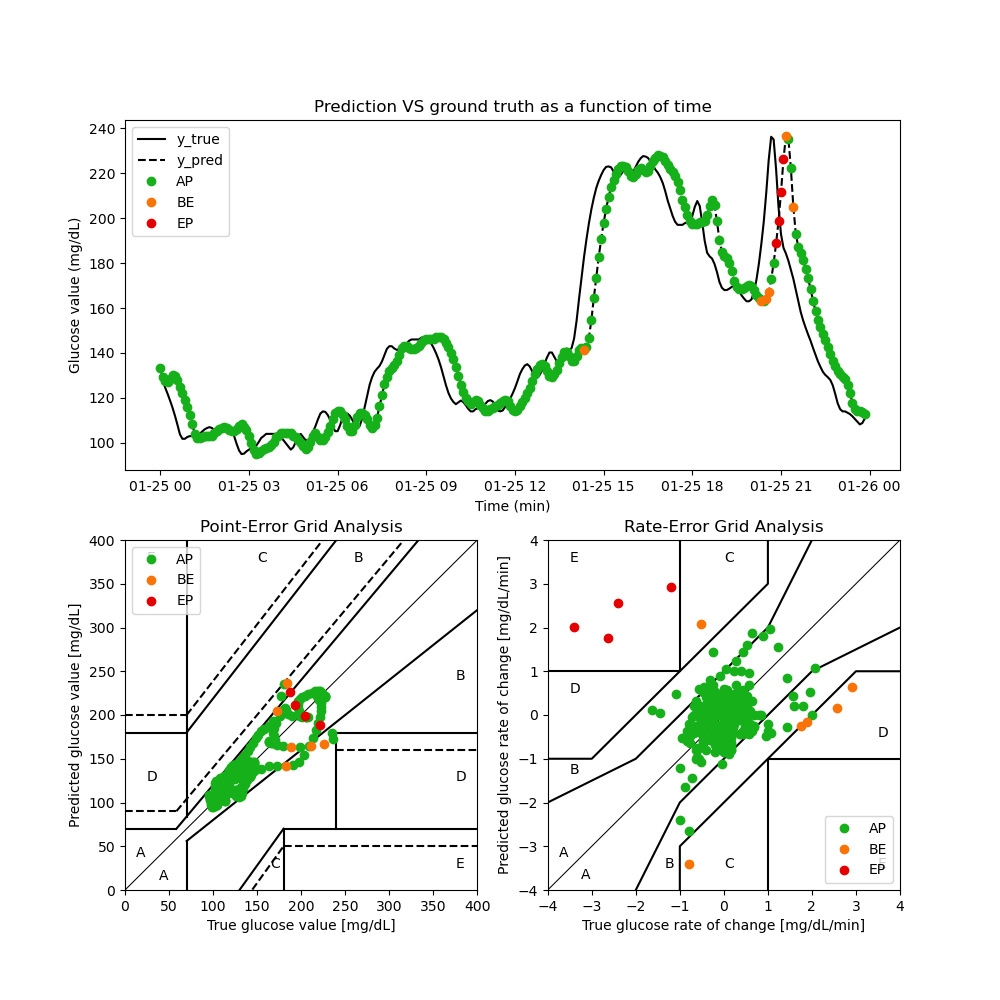 Prediction VS ground truth as a function of time
Glucose value (mg/dL)
240
220
200
180
160
140
120
100
y_true
y_pred
AP
BE
EP
01-25 00 01-25 03 01-25 06 01-25 09 01-25 12 01-25 15 01-25 18 01-25 21 01-26 00
Time (min)
Point-Error Grid Analysis
Predicted glucose value [mg/dL]
400
350
300
250
200
150
100
50
0
AP
BE
EP
C
B
B
D
D
A
A
C
E
0 50 100 150 200 250 300 350 400
True glucose value [mg/dL]
Rate-Error Grid Analysis
Predicted glucose rate of change [mg/dL/min]
4
3
2
1
0
−1
−2
−3
−4
E
C
D
D
B
A
A
B
C
AP
BE
EP
−4 −3 −2 −1 0 1 2 3 4
True glucose rate of change [mg/dL/min]